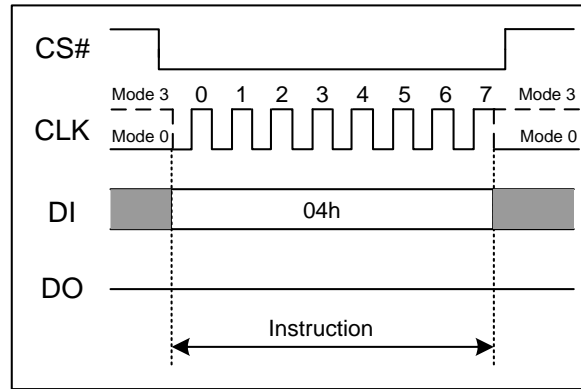 CS#
Mode 3 0 1 2 3 4 5 6 7 Mode 3
CLK
Mode 0 Mode 0
DI 04h
DO
Instruction